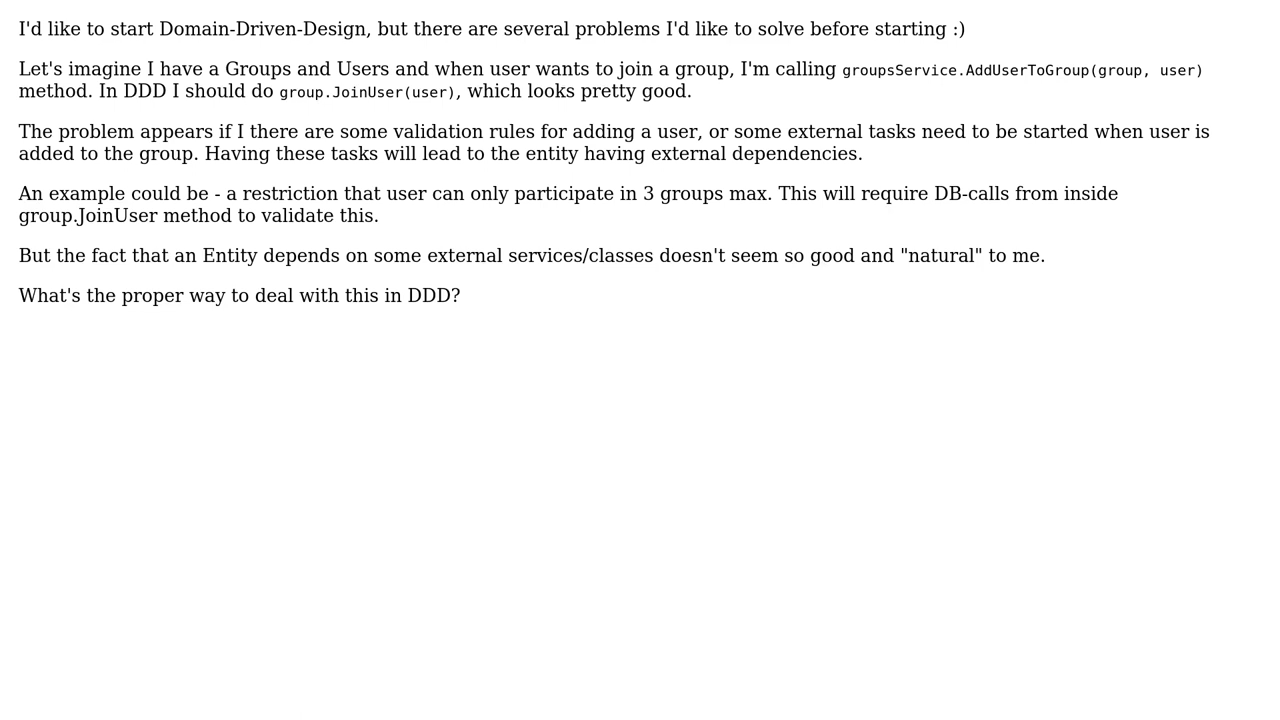 I'd like to start Domain-Driven-Design, but there are several problems I'd like to solve before starting :)
Let's imagine I have a Groups and Users and when user wants to join a group, I'm calling groupsService.AddUserToGroup(group, user)
method. In DDD I should do group.JoinUser(user), which looks pretty good.
The problem appears if I there are some validation rules for adding a user, or some external tasks need to be started when user is
added to the group. Having these tasks will lead to the entity having external dependencies.
An example could be - a restriction that user can only participate in 3 groups max. This will require DB-calls from inside
group.JoinUser method to validate this.
But the fact that an Entity depends on some external services/classes doesn't seem so good and "natural" to me.
What's the proper way to deal with this in DDD?